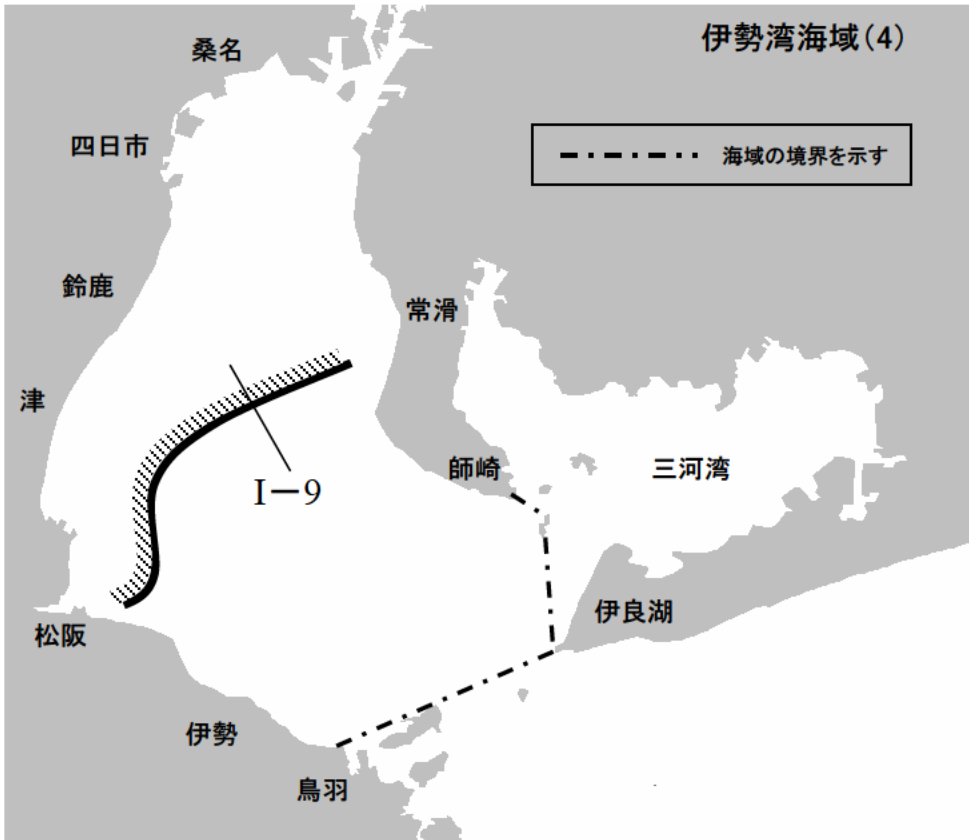 伊勢湾海域(4)
桑名
四日市
海域の境界を示す
鈴鹿
常滑
津
師崎
三河湾
I-9
伊良湖
松阪
伊勢
鳥羽